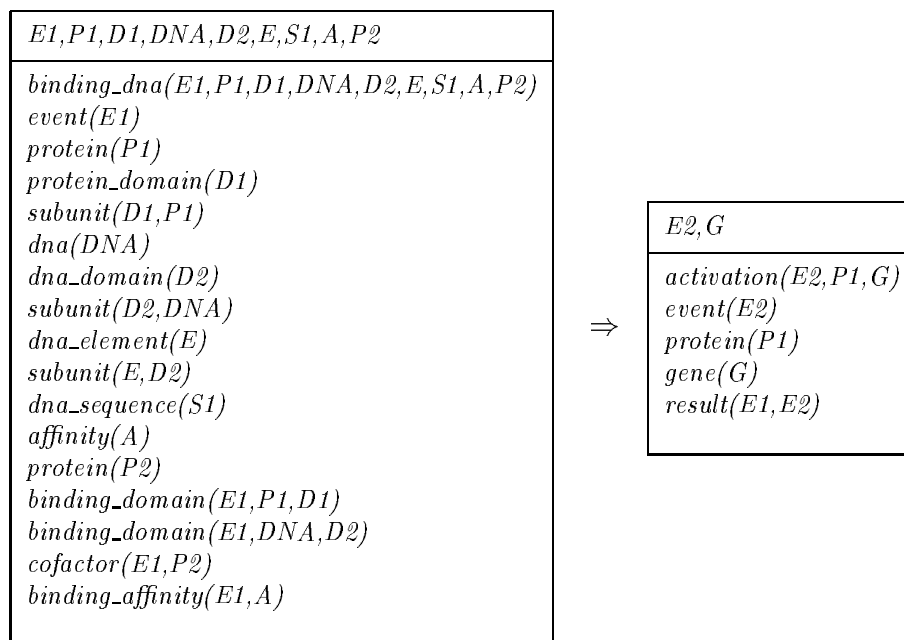 E1,P1,D1,DNA,D2,E,S1,A,P2
binding_dna(E1,P1,D1,DNA,D2,E,S1,A,P2)
event(E1)
protein(P1)
protein_domain(D1)
subunit(D1,P1)
dna(DNA)
dna_domain(D2)
subunit(D2,DNA)
dna_element(E)
subunit(E,D2)
dna_sequence(S1)
affinity(A)
protein(P2)
binding_domain(E1,P1,D1)
binding_domain(E1,DNA,D2)
cofactor(E1,P2)
binding_affinity(E1,A)
⇒
E2,G
activation(E2,P1,G)
event(E2)
protein(P1)
gene(G)
result(E1,E2)